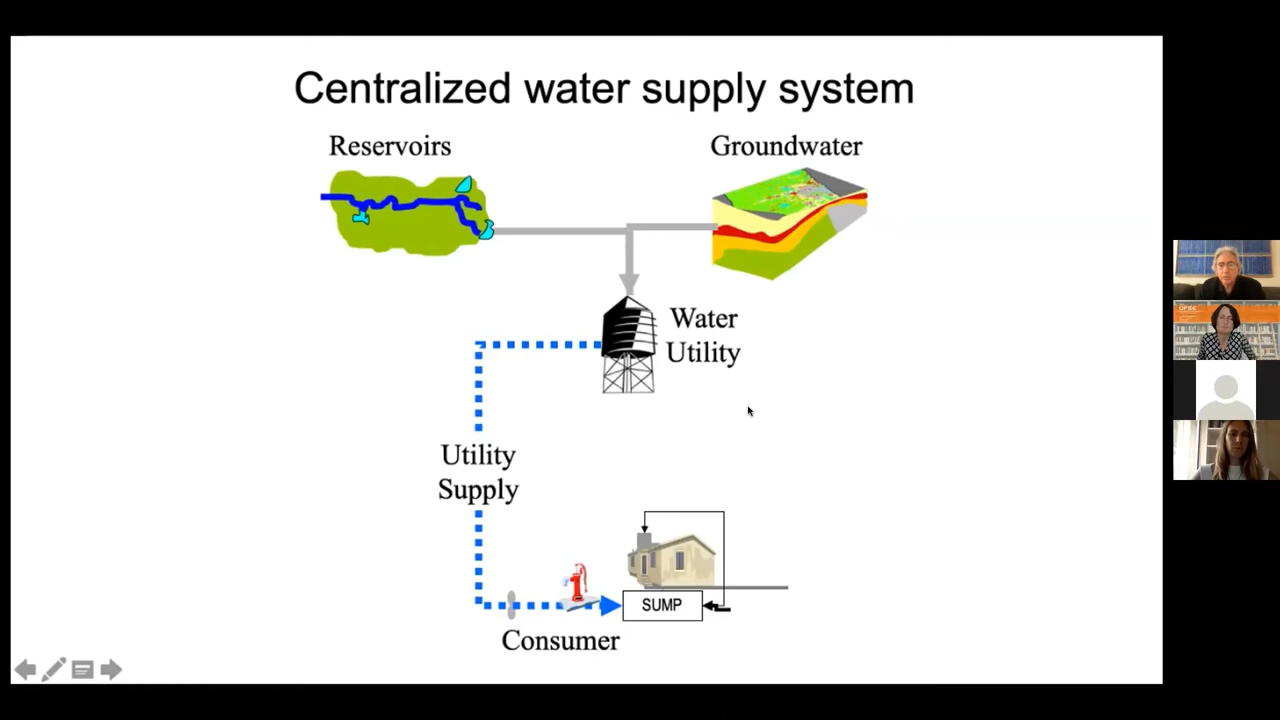 Centralized water supply system
Reservoirs
Groundwater
Water
Utility
Utility
Supply
SUMP
Consumer